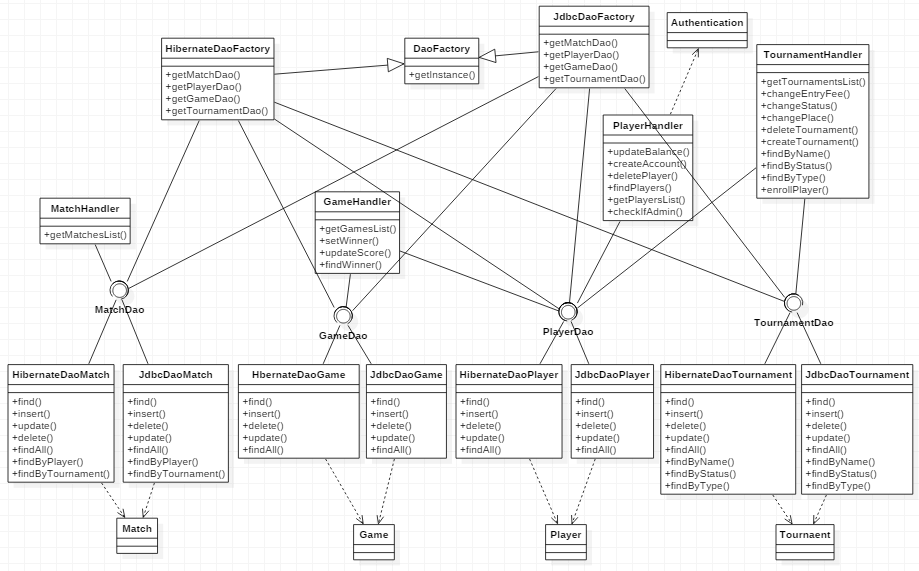 HibernateDaoFactory
+getMatchDao()
+getPlayerDao()
+getGameDao()
+getTournamentDao()
DaoFactory
+getInstance()
JdbcDaoFactory
+getMatchDao()
+getPlayerDao()
+getGameDao()
+getTournamentDao()
Authentication
TournamentHandler
+getTournamentsList()
+changeEntryFee()
+changeStatus()
+changePlace()
+deleteTournament()
+createTournament()
+findByName()
+findByStatus()
+findByType()
+enrollPlayer()
PlayerHandler
+updateBalance()
+createAccount()
+deletePlayer()
+findPlayers()
+getPlayersList()
+checkIfAdmin()
MatchHandler
+getMatchesList()
GameHandler
+getGamesList()
+setWinner()
+updateScore()
+findWinner()
MatchDao
GameDao
PlayerDao
TournamentDao
HibernateDaoMatch
+find()
+insert()
+update()
+delete()
+findAll()
+findByPlayer()
+findByTournament()
JdbcDaoMatch
+find()
+insert()
+delete()
+update()
+findAll()
+findByPlayer()
+findByTournament()
HbernateDaoGame
+find()
+insert()
+delete()
+update()
+findAll()
JdbcDaoGame
+find()
+insert()
+delete()
+update()
+findAll()
HibernateDaoPlayer
+find()
+insert()
+delete()
+update()
+findAll()
JdbcDaoPlayer
+find()
+insert()
+delete()
+update()
+findAll()
HibernateDaoTournament
+find()
+insert()
+delete()
+update()
+findAll()
+findByName()
+findByStatus()
+findByType()
JdbcDaoTournament
+find()
+insert()
+delete()
+update()
+findAll()
+findByName()
+findByStatus()
+findByType()
Match
Game
Player
Tournaent